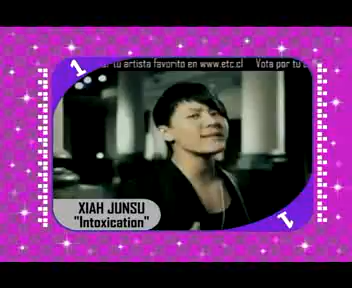 tu artista favorito en www.etc.cl Vota por tu
1
XIAH JUNSU
"Intoxication"
1